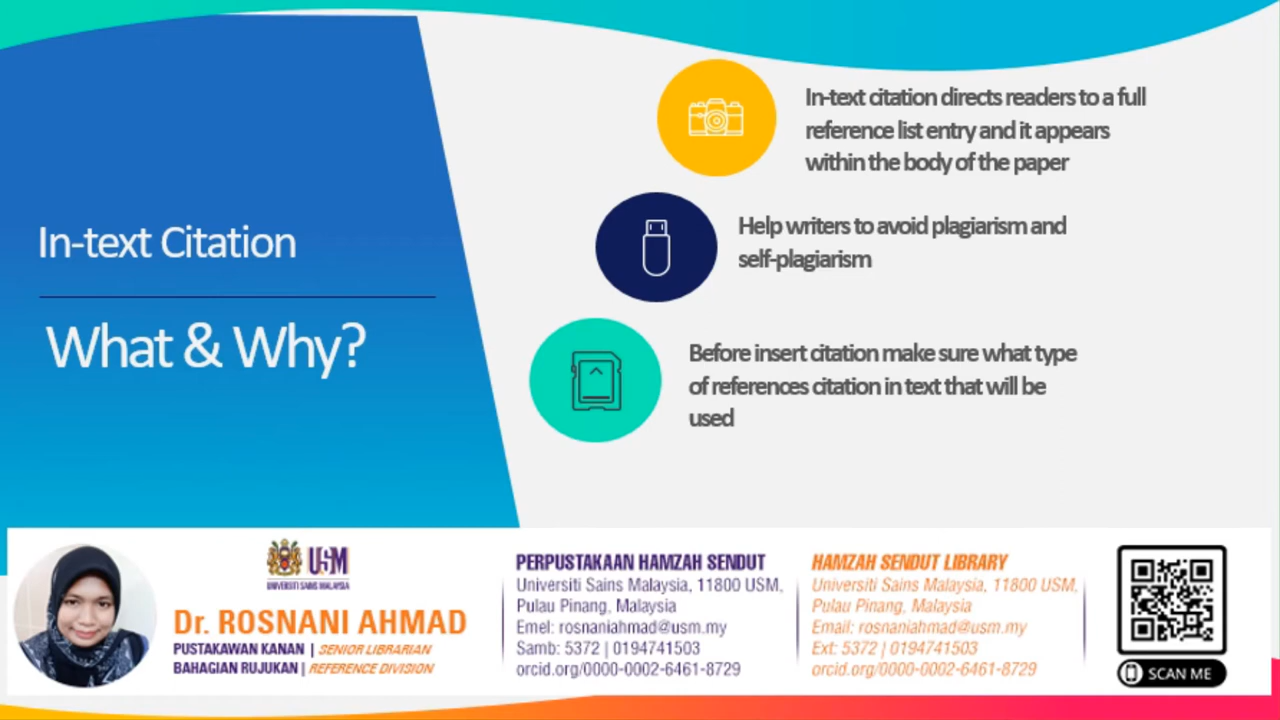 In-text Citation
What & Why?
In-text citation directs readers to a full
reference list entry and it appears
within the body of the paper
Help writers to avoid plagiarism and
self-plagiarism
Before insert citation make sure what type
of references citation in text that will be
used
USM
UNIVERSITI SAINS MALAYSIA
Dr. ROSNANI AHMAD
PUSTAKAWAN KANAN | SENIOR LIBRARIAN
BAHAGIAN RUJUKAN | REFERENCE DIVISION
PERPUSTAKAAN HAMZAH SENDUT
Universiti Sains Malaysia, 11800 USM,
Pulau Pinang, Malaysia
Emel: rosnaniahmad@usm.my
Samb: 5372 | 0194741503
orcid.org/0000-0002-6461-8729
HAMZAH SENDUT LIBRARY
Universiti Sains Malaysia, 11800 USM,
Pulau Pinang, Malaysia
Email: rosnaniahmad@usm.my
Ext: 5372 | 0194741503
orcid.org/0000-0002-6461-8729
SCAN ME